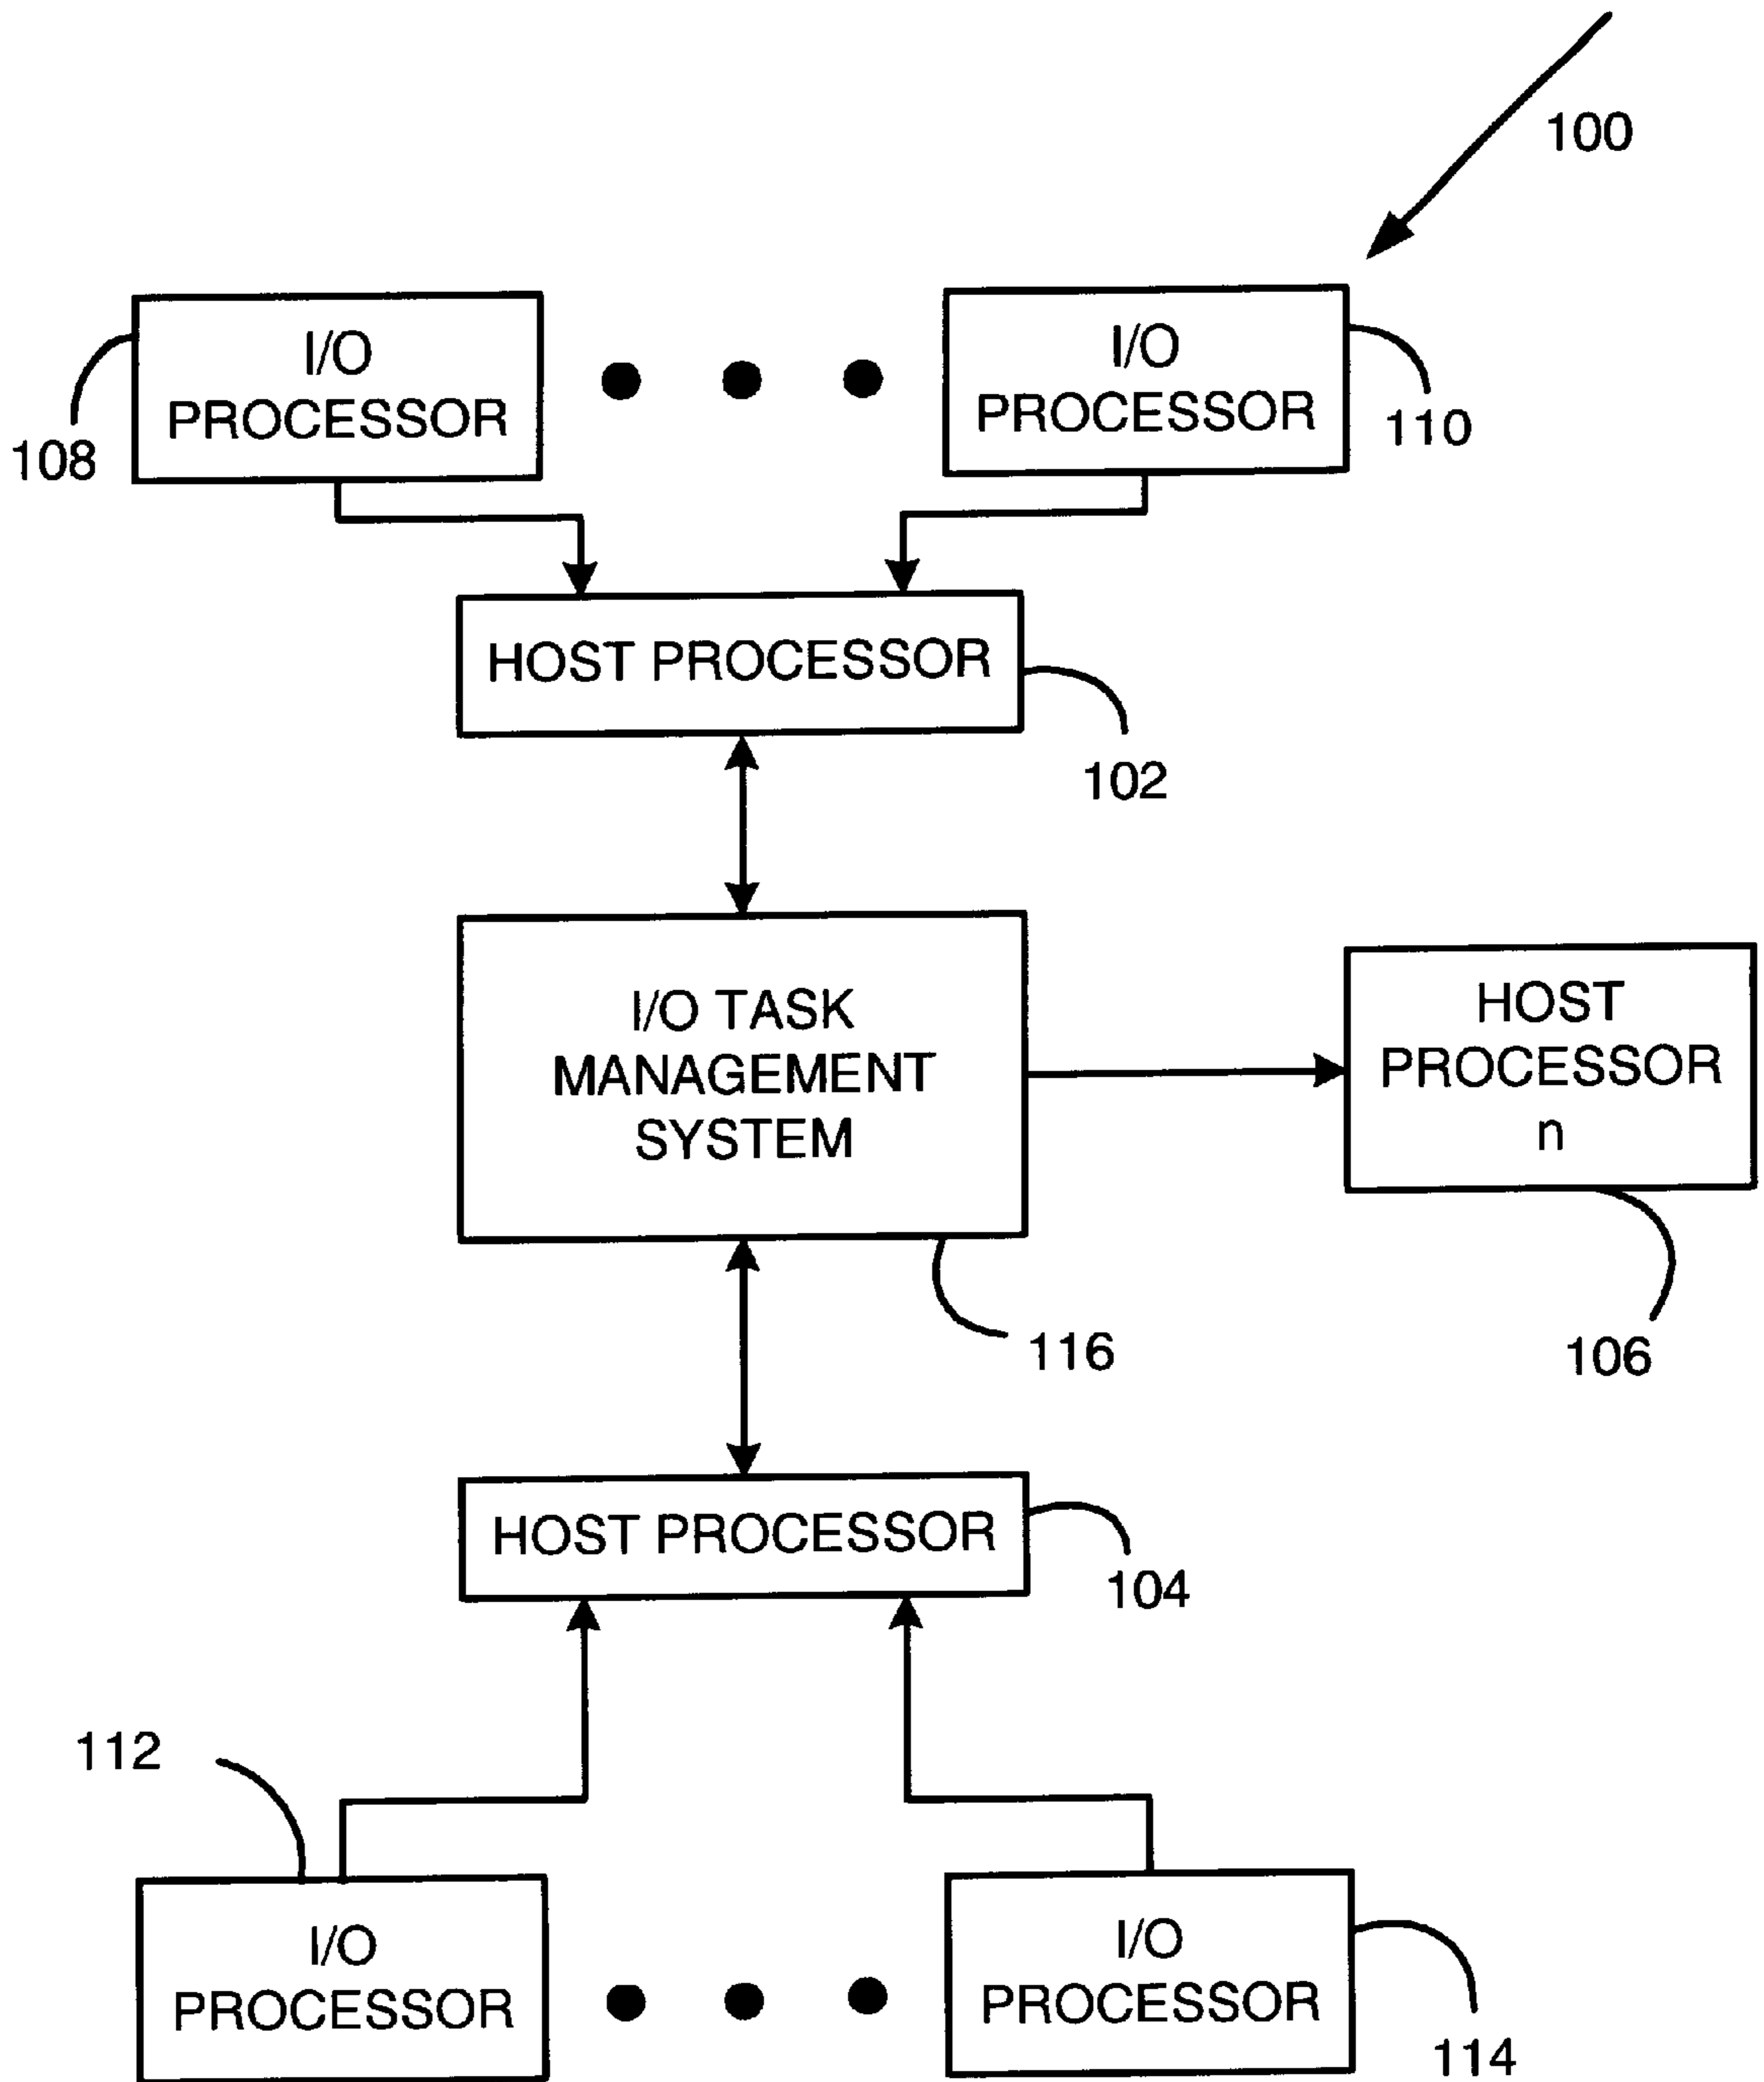 100
I/O
PROCESSOR
I/O
PROCESSOR
108
110
HOST PROCESSOR
102
I/O TASK
MANAGEMENT
SYSTEM
HOST
PROCESSOR
n
116
106
HOST PROCESSOR
104
112
I/O
PROCESSOR
I/O
PROCESSOR
114